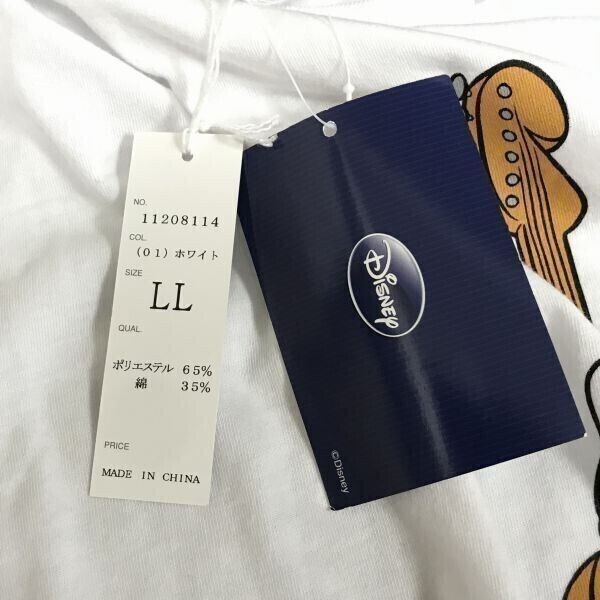 NO.
11208114
COL.
(01) ホワイト
SIZE
LL
QUAL.
ポリエステル 65%
綿 35%
PRICE
MADE IN CHINA
DISNEY
©Disney